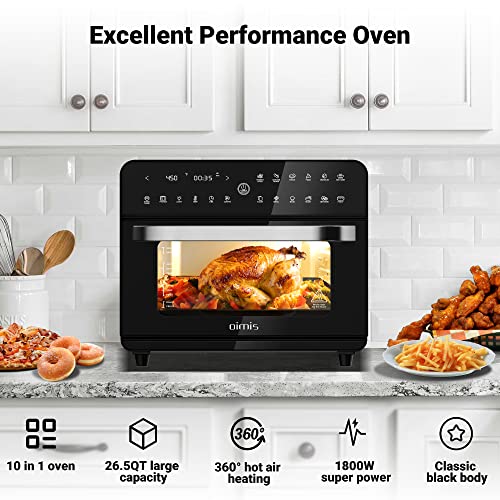 Excellent Performance Oven
450 00:35
oimis
360°
10 in 1 oven
26.5QT large
capacity
360° hot air
heating
1800W
super power
Classic
black body